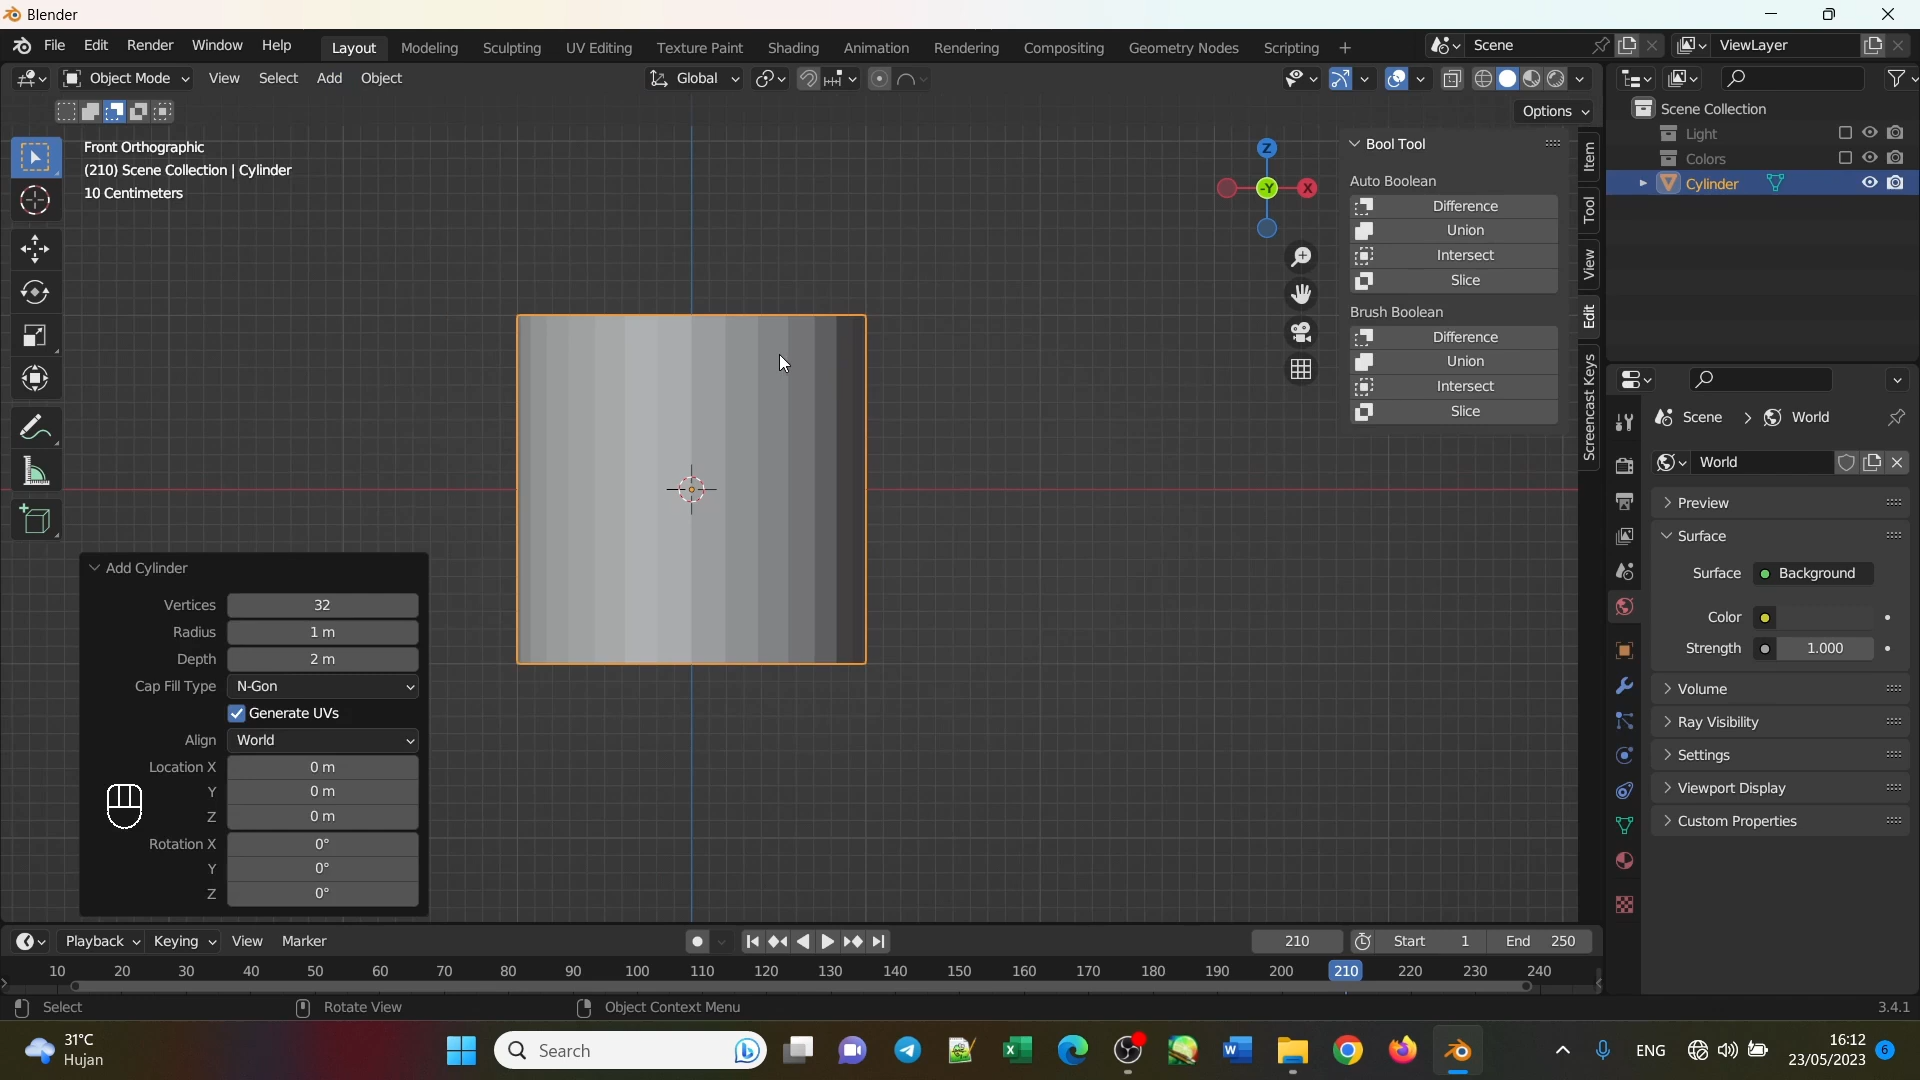 Blender
File Edit Render Window Help Layout Modeling Sculpting UV Editing Texture Paint Shading Animation Rendering Compositing Geometry Nodes Scripting + Scene ViewLayer
Object Mode View Select Add Object Global
Options
Front Orthographic
(210) Scene Collection | Cylinder
10 Centimeters
Z
-Y
X
Bool Tool
Auto Boolean
Difference
Union
Intersect
Slice
Brush Boolean
Difference
Union
Intersect
Slice
Item
Tool
View
Edit
Screencast Keys
Scene Collection
Light
Colors
Cylinder
Scene > World
World
Preview
Surface
Surface Background
Color
Strength 1.000
Volume
Ray Visibility
Settings
Viewport Display
Custom Properties
Add Cylinder
Vertices 32
Radius 1 m
Depth 2 m
Cap Fill Type N-Gon
Generate UVs
Align World
Location X 0 m
Y 0 m
Z 0 m
Rotation X 0°
Y 0°
Z 0°
Playback Keying View Marker 210 Start 1 End 250
10 20 30 40 50 60 70 80 90 100 110 120 130 140 150 160 170 180 190 200 210 220 230 240
Select Rotate View Object Context Menu 3.4.1
31°C
Hujan
Search
ENG
16:12
23/05/2023
6